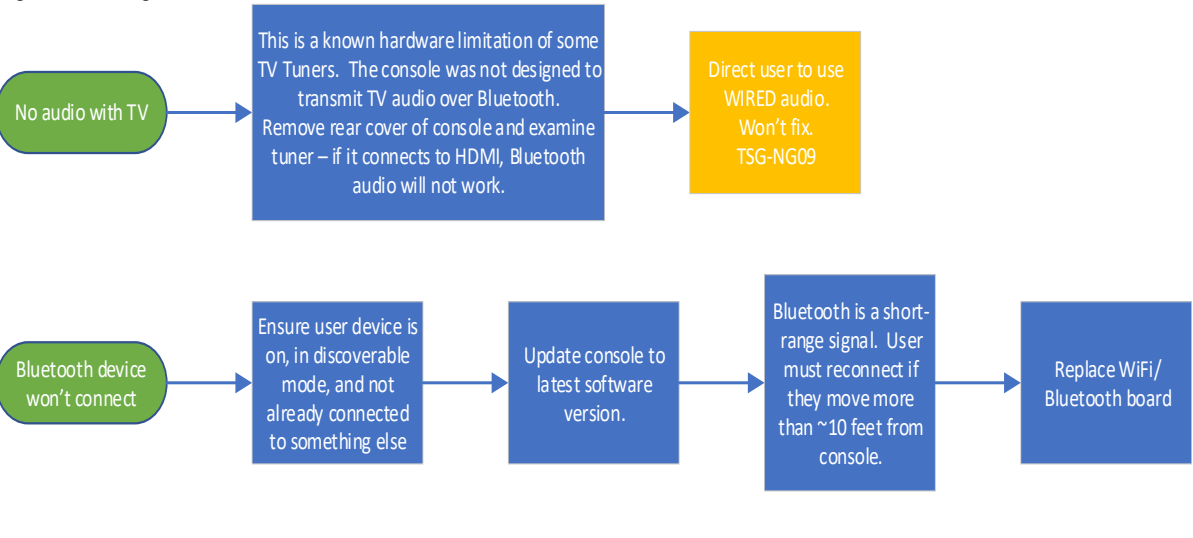 No audio with TV
This is a known hardware limitation of some
TV Tuners. The console was not designed to
transmit TV audio over Bluetooth.
Remove rear cover of console and examine
tuner – if it connects to HDMI, Bluetooth
audio will not work.
Direct user to use
WIRED audio.
Won't fix.
TSG-NG09
Bluetooth device
won't connect
Ensure user device is
on, in discoverable
mode, and not
already connected
to something else
Update console to
latest software
version.
Bluetooth is a short-
range signal. User
must reconnect if
they move more
than ~10 feet from
console.
Replace WiFi/
Bluetooth board